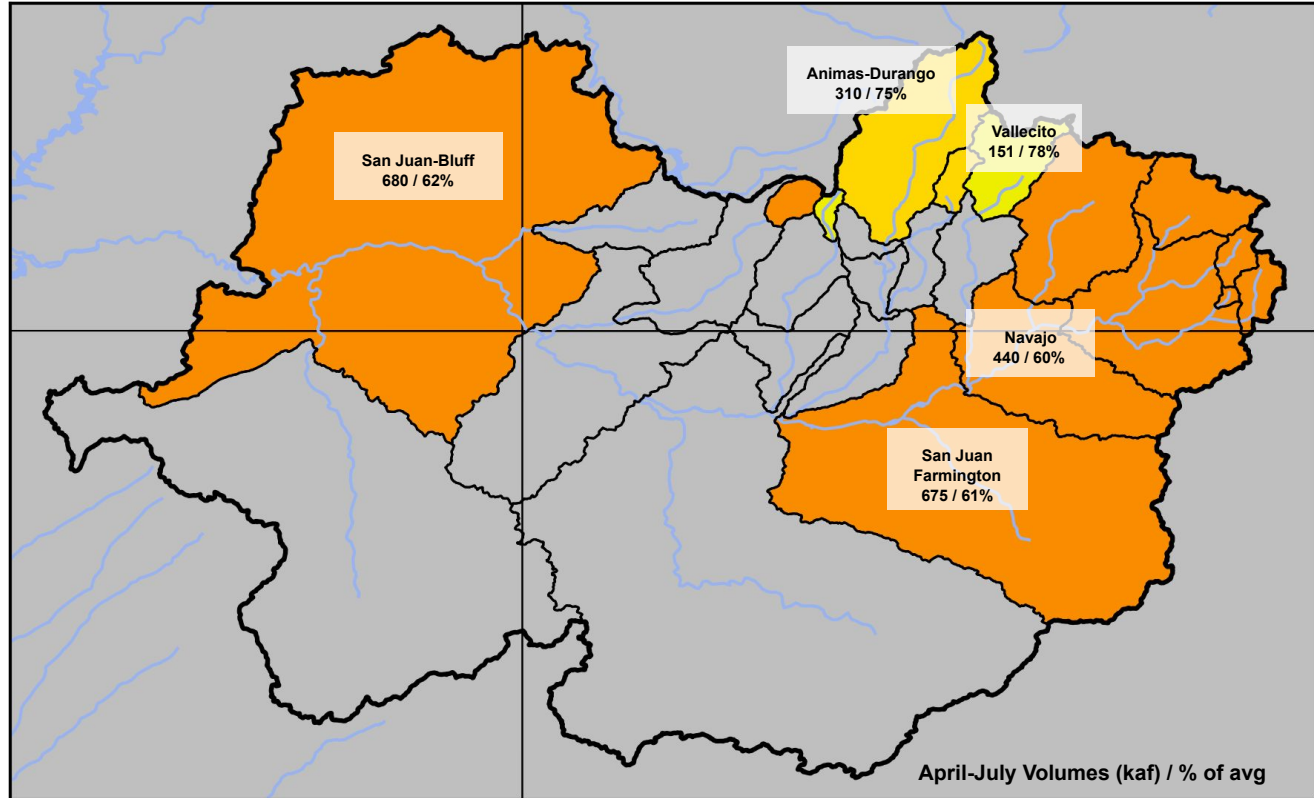 Animas-Durango
310 / 75%
Vallecito
151 / 78%
San Juan-Bluff
680 / 62%
Navajo
440 / 60%
San Juan
Farmington
675 / 61%
April-July Volumes (kaf) / % of avg